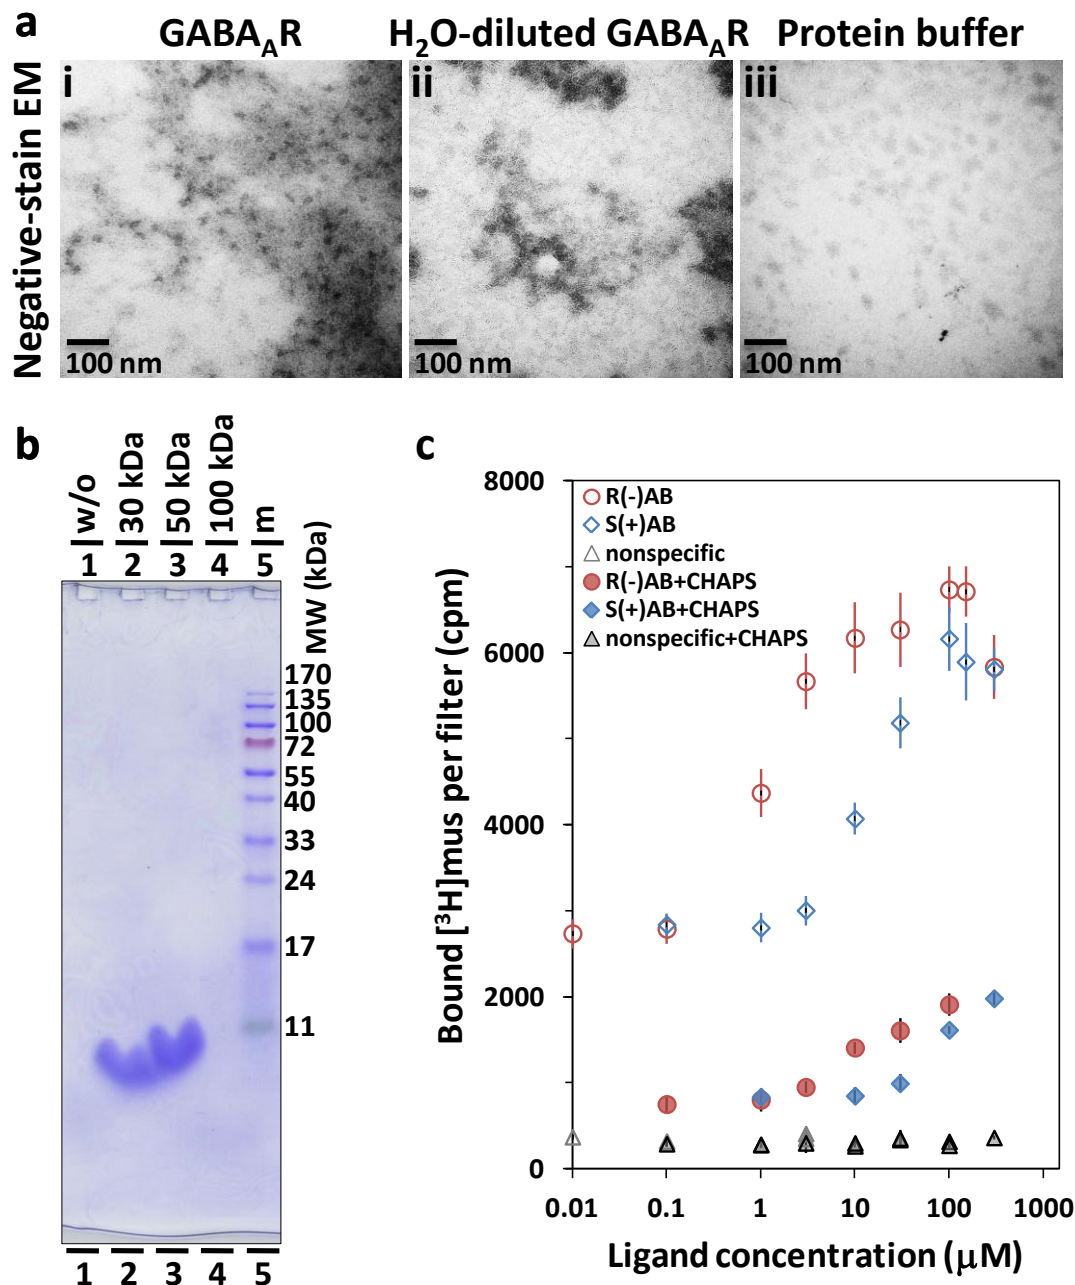 a
GABA_AR H₂O-diluted GABA_AR Protein buffer
Negative-stain EM
i ii iii
100 nm 100 nm 100 nm
b
w/o 30 kDa 50 kDa 100 kDa m
1 2 3 4 5
MW (kDa)
170
135
100
72
55
40
33
24
17
11
1 2 3 4 5
c
Bound [³H]mus per filter (cpm)
8000
6000
4000
2000
0
R(-)AB
S(+)AB
nonspecific
R(-)AB+CHAPS
S(+)AB+CHAPS
nonspecific+CHAPS
0.01 0.1 1 10 100 1000
Ligand concentration (µM)